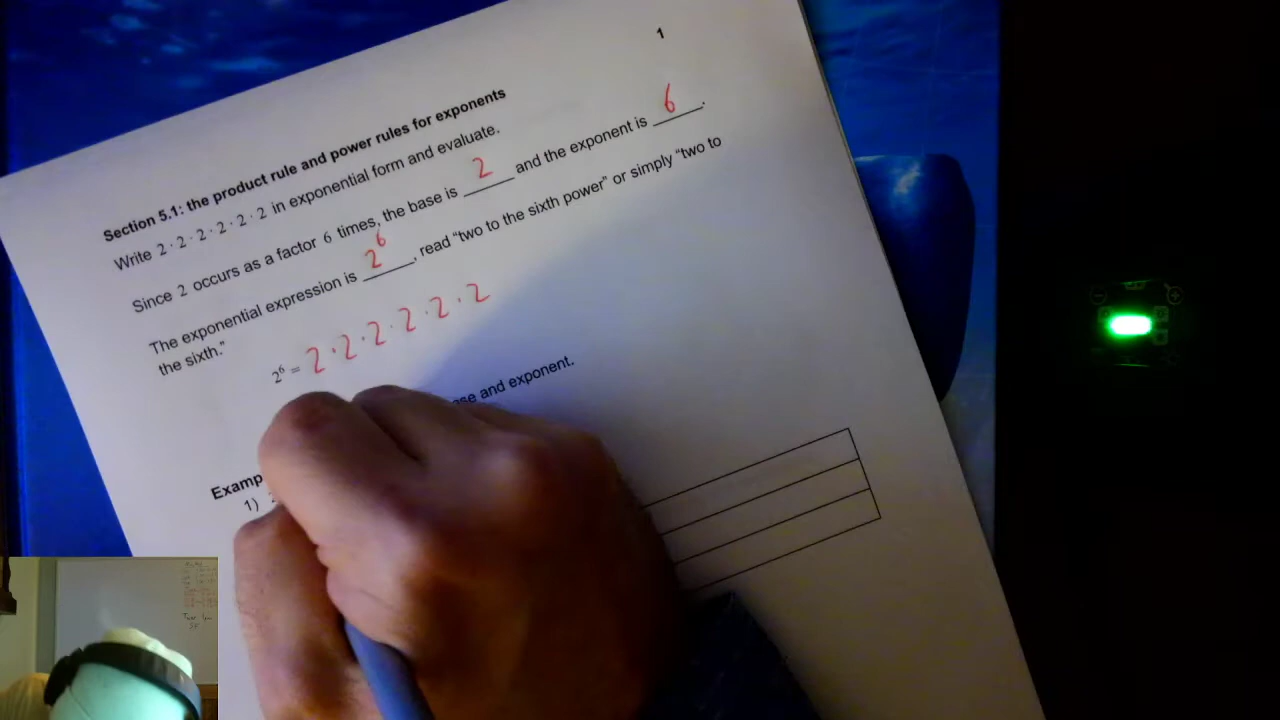 1
Section 5.1: the product rule and power rules for exponents
Write 2 · 2 · 2 · 2 · 2 · 2 in exponential form and evaluate.
Since 2 occurs as a factor 6 times, the base is 2 and the exponent is 6.
The exponential expression is 2⁶, read “two to the sixth power” or simply “two to
the sixth.”
2⁶ = 2 · 2 · 2 · 2 · 2 · 2
and exponent.
1)